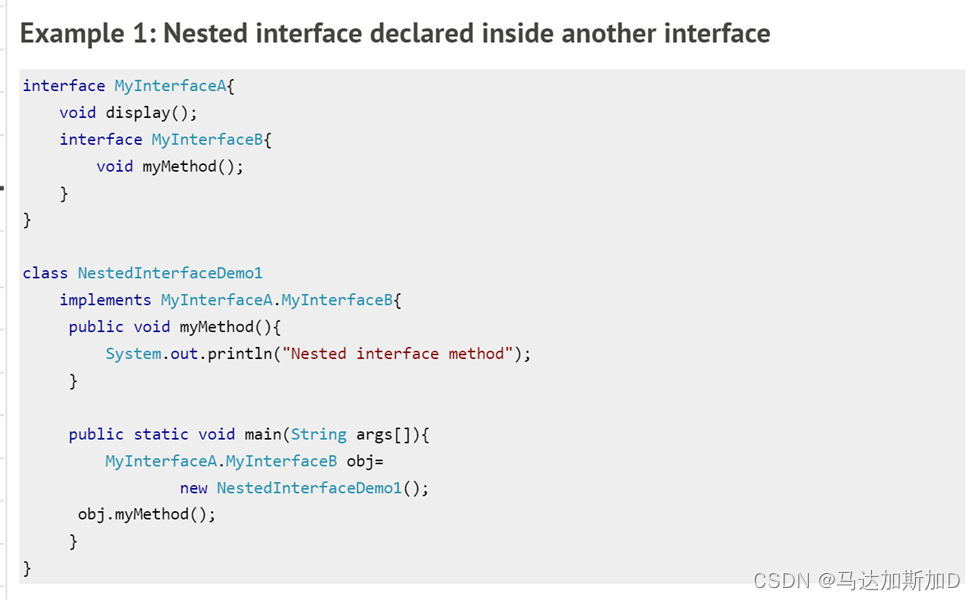 Example 1: Nested interface declared inside another interface
interface MyInterfaceA{
    void display();
    interface MyInterfaceB{
        void myMethod();
    }
}

class NestedInterfaceDemo1
    implements MyInterfaceA.MyInterfaceB{
     public void myMethod(){
         System.out.println("Nested interface method");
     }

     public static void main(String args[]){
         MyInterfaceA.MyInterfaceB obj=
                 new NestedInterfaceDemo1();
      obj.myMethod();
     }
}
CSDN @马达加斯加D